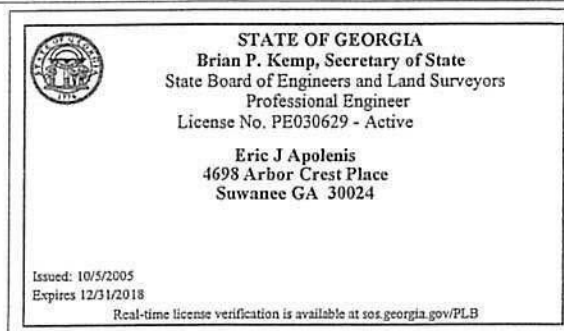 STATE OF GEORGIA
Brian P. Kemp, Secretary of State
State Board of Engineers and Land Surveyors
Professional Engineer
License No. PE030629 - Active
Eric J Apolenis
4698 Arbor Crest Place
Suwanee GA 30024
Issued: 10/5/2005
Expires 12/31/2018
Real-time license verification is available at sos.georgia.gov/PLB